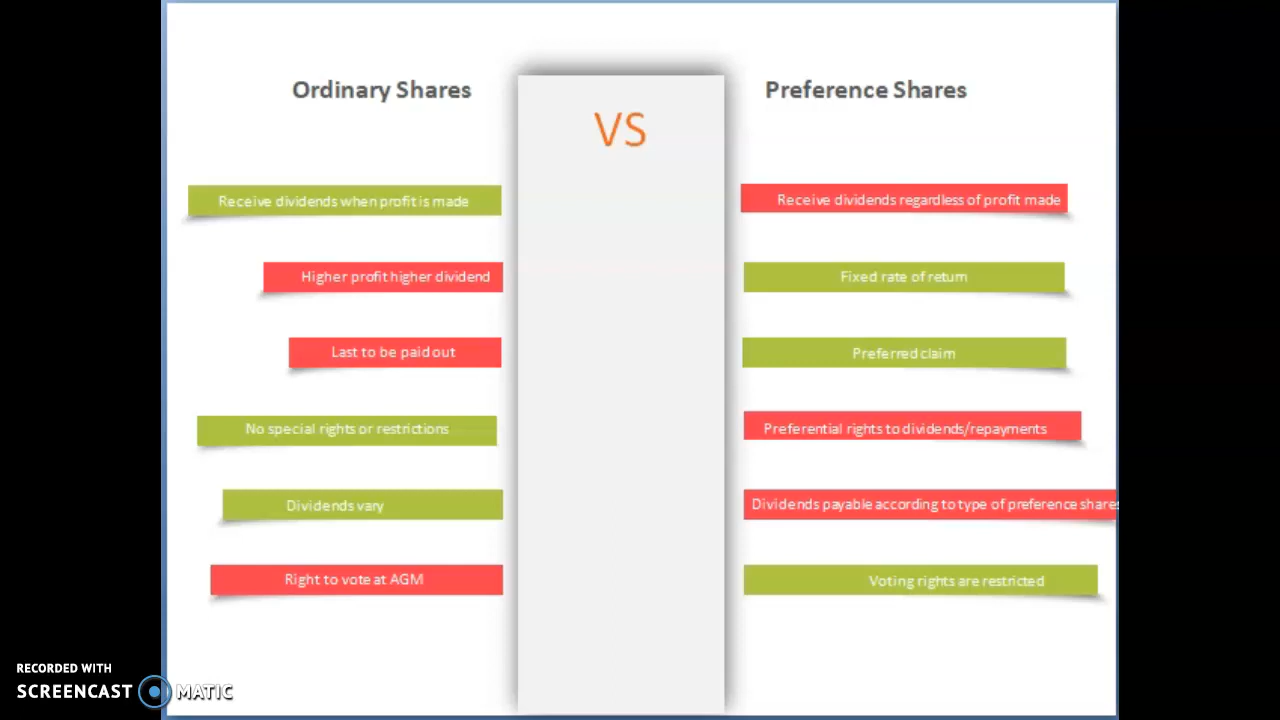 Ordinary Shares
VS
Preference Shares
Receive dividends when profit is made
Receive dividends regardless of profit made
Higher profit higher dividend
Fixed rate of return
Last to be paid out
Preferred claim
No special rights or restrictions
Preferential rights to dividends/repayments
Dividends vary
Dividends payable according to type of preference shares
Right to vote at AGM
Voting rights are restricted
RECORDED WITH
SCREENCAST MATIC